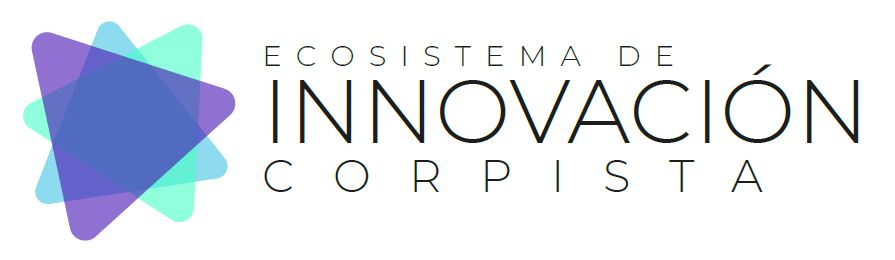 ECOSISTEMA DE
INNOVACIÓN
CORPISTA